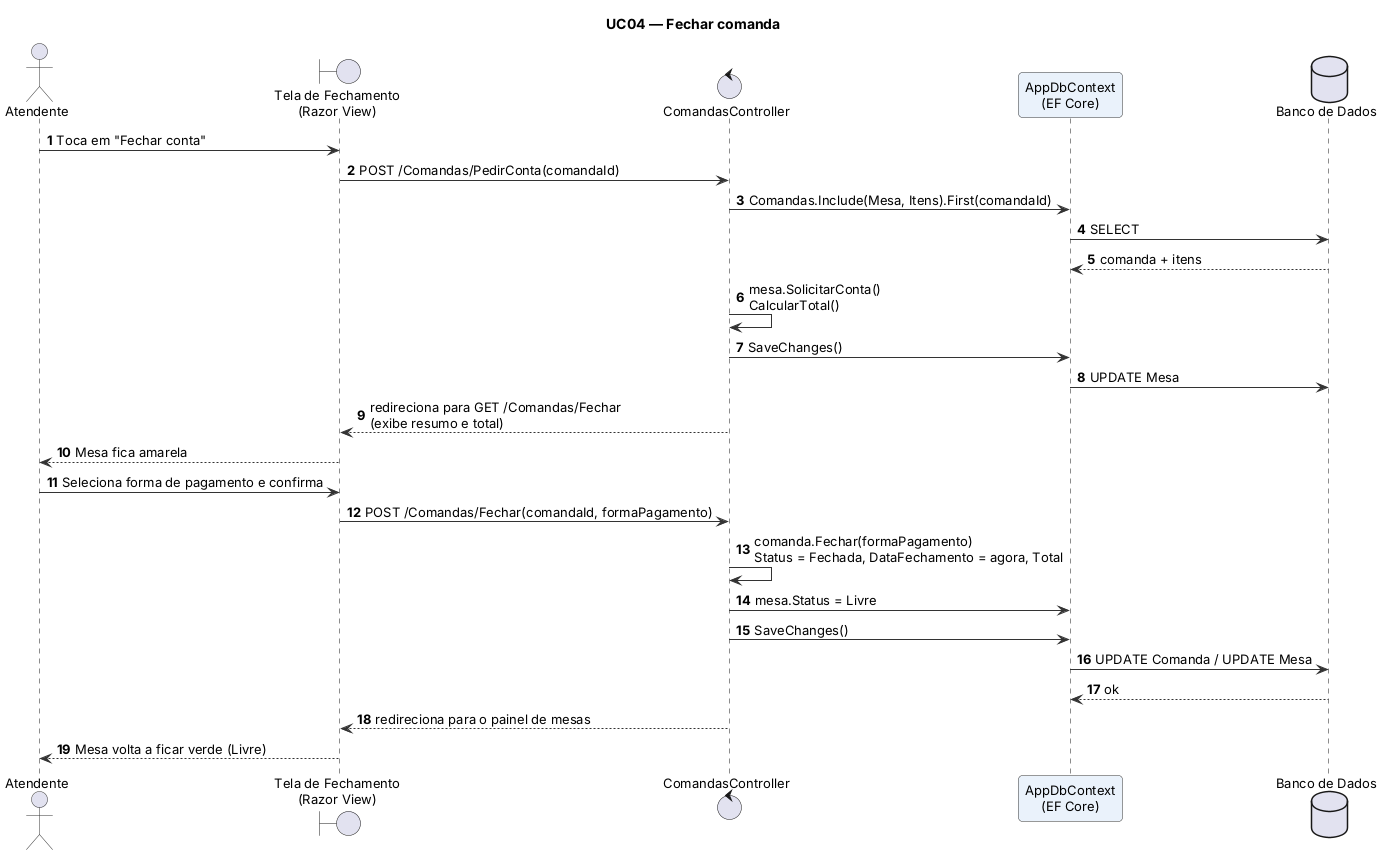 UC04 — Fechar comanda
Atendente
Tela de Fechamento
(Razor View)
ComandasController
AppDbContext
(EF Core)
Banco de Dados
1 Toca em "Fechar conta"
2 POST /Comandas/PedirConta(comandaId)
3 Comandas.Include(Mesa, Itens).First(comandaId)
4 SELECT
5 comanda + itens
6 mesa.SolicitarConta()
CalcularTotal()
7 SaveChanges()
8 UPDATE Mesa
9 redireciona para GET /Comandas/Fechar
(exibe resumo e total)
10 Mesa fica amarela
11 Seleciona forma de pagamento e confirma
12 POST /Comandas/Fechar(comandaId, formaPagamento)
13 comanda.Fechar(formaPagamento)
Status = Fechada, DataFechamento = agora, Total
14 mesa.Status = Livre
15 SaveChanges()
16 UPDATE Comanda / UPDATE Mesa
17 ok
18 redireciona para o painel de mesas
19 Mesa volta a ficar verde (Livre)
Atendente
Tela de Fechamento
(Razor View)
ComandasController
AppDbContext
(EF Core)
Banco de Dados